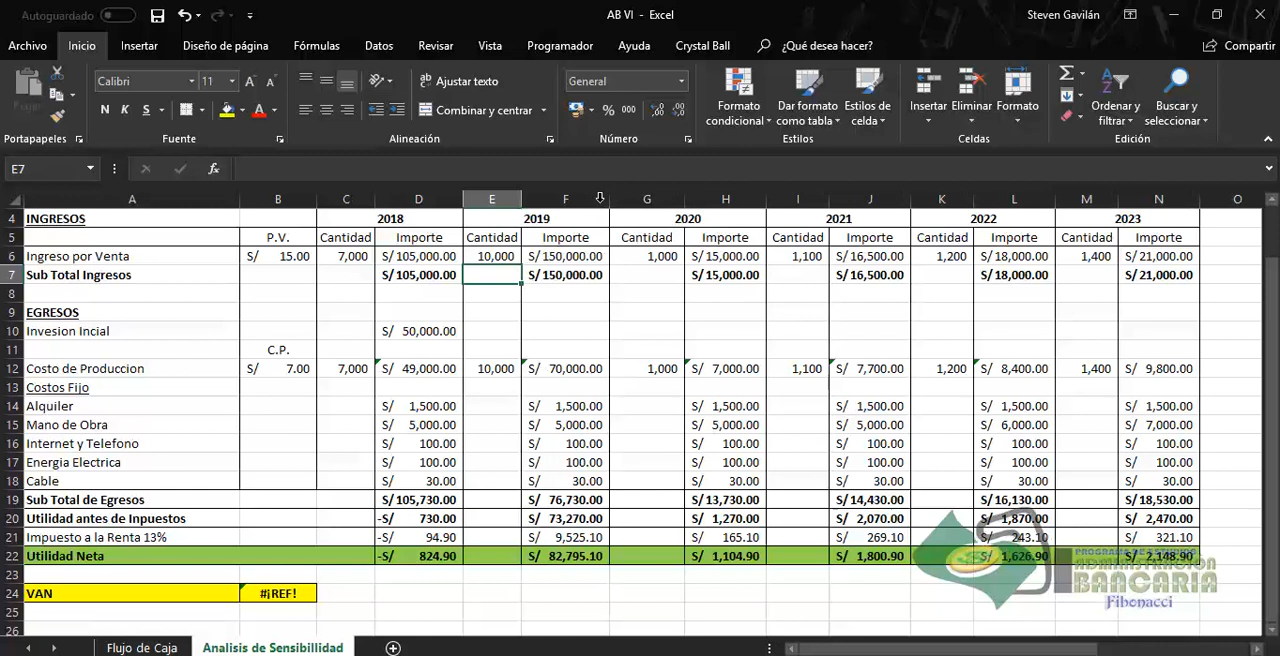 Autoguardado AB VI - Excel Steven Gavilán
Archivo Inicio Insertar Diseño de página Fórmulas Datos Revisar Vista Programador Ayuda Crystal Ball ¿Qué desea hacer? Compartir
Calibri 11 Ajustar texto General
N K S Combinar y centrar % 000 Formato condicional Dar formato como tabla Estilos de celda Insertar Eliminar Formato Ordenar y filtrar Buscar y seleccionar
Portapapeles Fuente Alineación Número Estilos Celdas Edición
E7 fx
A B C D E F G H I J K L M N O
4 INGRESOS 2018 2019 2020 2021 2022 2023
5 P.V. Cantidad Importe Cantidad Importe Cantidad Importe Cantidad Importe Cantidad Importe Cantidad Importe
6 Ingreso por Venta S/ 15.00 7,000 S/105,000.00 10,000 S/150,000.00 1,000 S/15,000.00 1,100 S/16,500.00 1,200 S/18,000.00 1,400 S/21,000.00
7 Sub Total Ingresos S/105,000.00 S/150,000.00 S/15,000.00 S/16,500.00 S/18,000.00 S/21,000.00
8
9 EGRESOS
10 Invesion Incial S/ 50,000.00
11 C.P.
12 Costo de Produccion S/ 7.00 7,000 S/ 49,000.00 10,000 S/ 70,000.00 1,000 S/ 7,000.00 1,100 S/ 7,700.00 1,200 S/ 8,400.00 1,400 S/ 9,800.00
13 Costos Fijo
14 Alquiler S/ 1,500.00 S/ 1,500.00 S/ 1,500.00 S/ 1,500.00 S/ 1,500.00 S/ 1,500.00
15 Mano de Obra S/ 5,000.00 S/ 5,000.00 S/ 5,000.00 S/ 5,000.00 S/ 6,000.00 S/ 7,000.00
16 Internet y Telefono S/ 100.00 S/ 100.00 S/ 100.00 S/ 100.00 S/ 100.00 S/ 100.00
17 Energia Electrica S/ 100.00 S/ 100.00 S/ 100.00 S/ 100.00 S/ 100.00 S/ 100.00
18 Cable S/ 30.00 S/ 30.00 S/ 30.00 S/ 30.00 S/ 30.00 S/ 30.00
19 Sub Total de Egresos S/105,730.00 S/ 76,730.00 S/13,730.00 S/14,430.00 S/16,130.00 S/18,530.00
20 Utilidad antes de Inpuestos -S/ 730.00 S/ 73,270.00 S/ 1,270.00 S/ 2,070.00 S/ 1,870.00 S/ 2,470.00
21 Impuesto a la Renta 13% -S/ 94.90 S/ 9,525.10 S/ 165.10 S/ 269.10 S/ 243.10 S/ 321.10
22 Utilidad Neta -S/ 824.90 S/ 82,795.10 S/ 1,104.90 S/ 1,800.90 S/ 1,626.90 S/ 2,148.90
23
24 VAN #¡REF!
25
26
PROGRAMA DE ESTUDIO
ADMINISTRACIÓN
BANCARIA
Fibonacci
Flujo de Caja Analisis de Sensibillidad